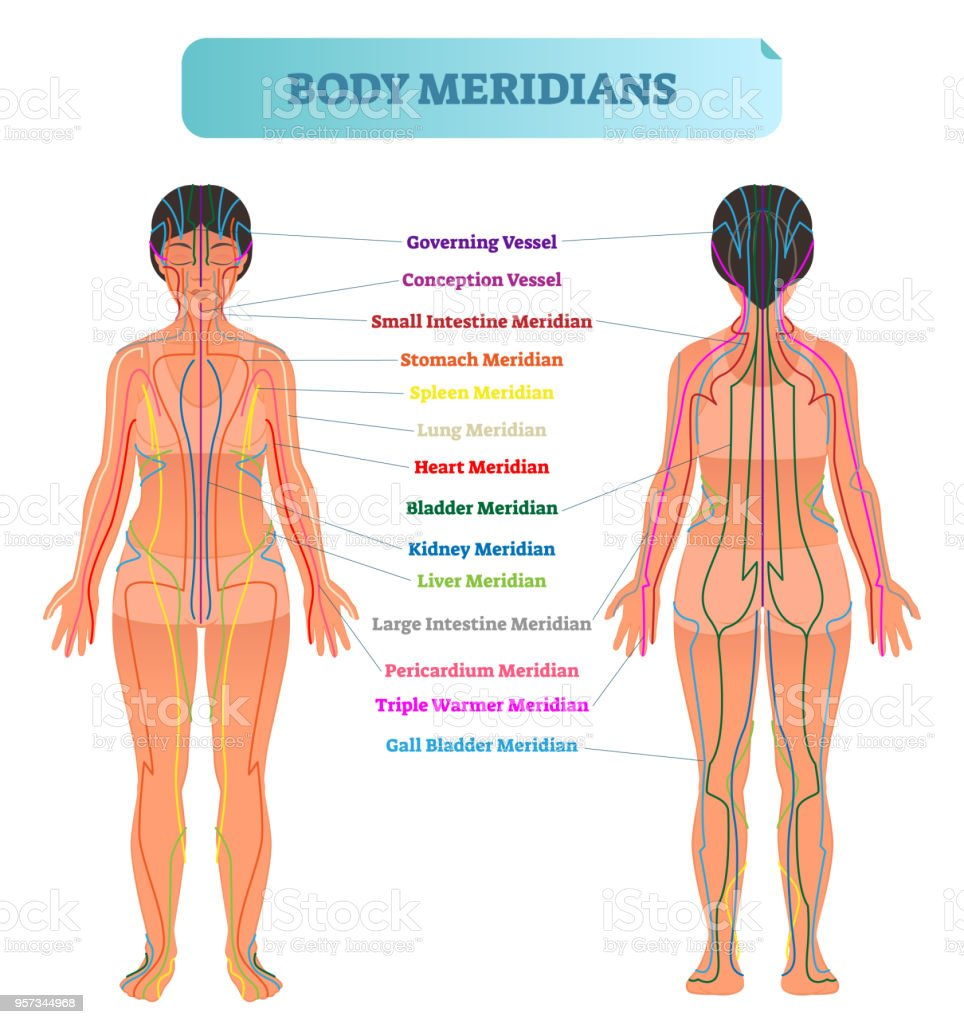 BODY MERIDIANS
iStock
by Getty Images™
Governing Vessel
Conception Vessel
Small Intestine Meridian
Stomach Meridian
Spleen Meridian
Lung Meridian
Heart Meridian
Bladder Meridian
Kidney Meridian
Liver Meridian
Large Intestine Meridian
Pericardium Meridian
Triple Warmer Meridian
Gall Bladder Meridian
957344968